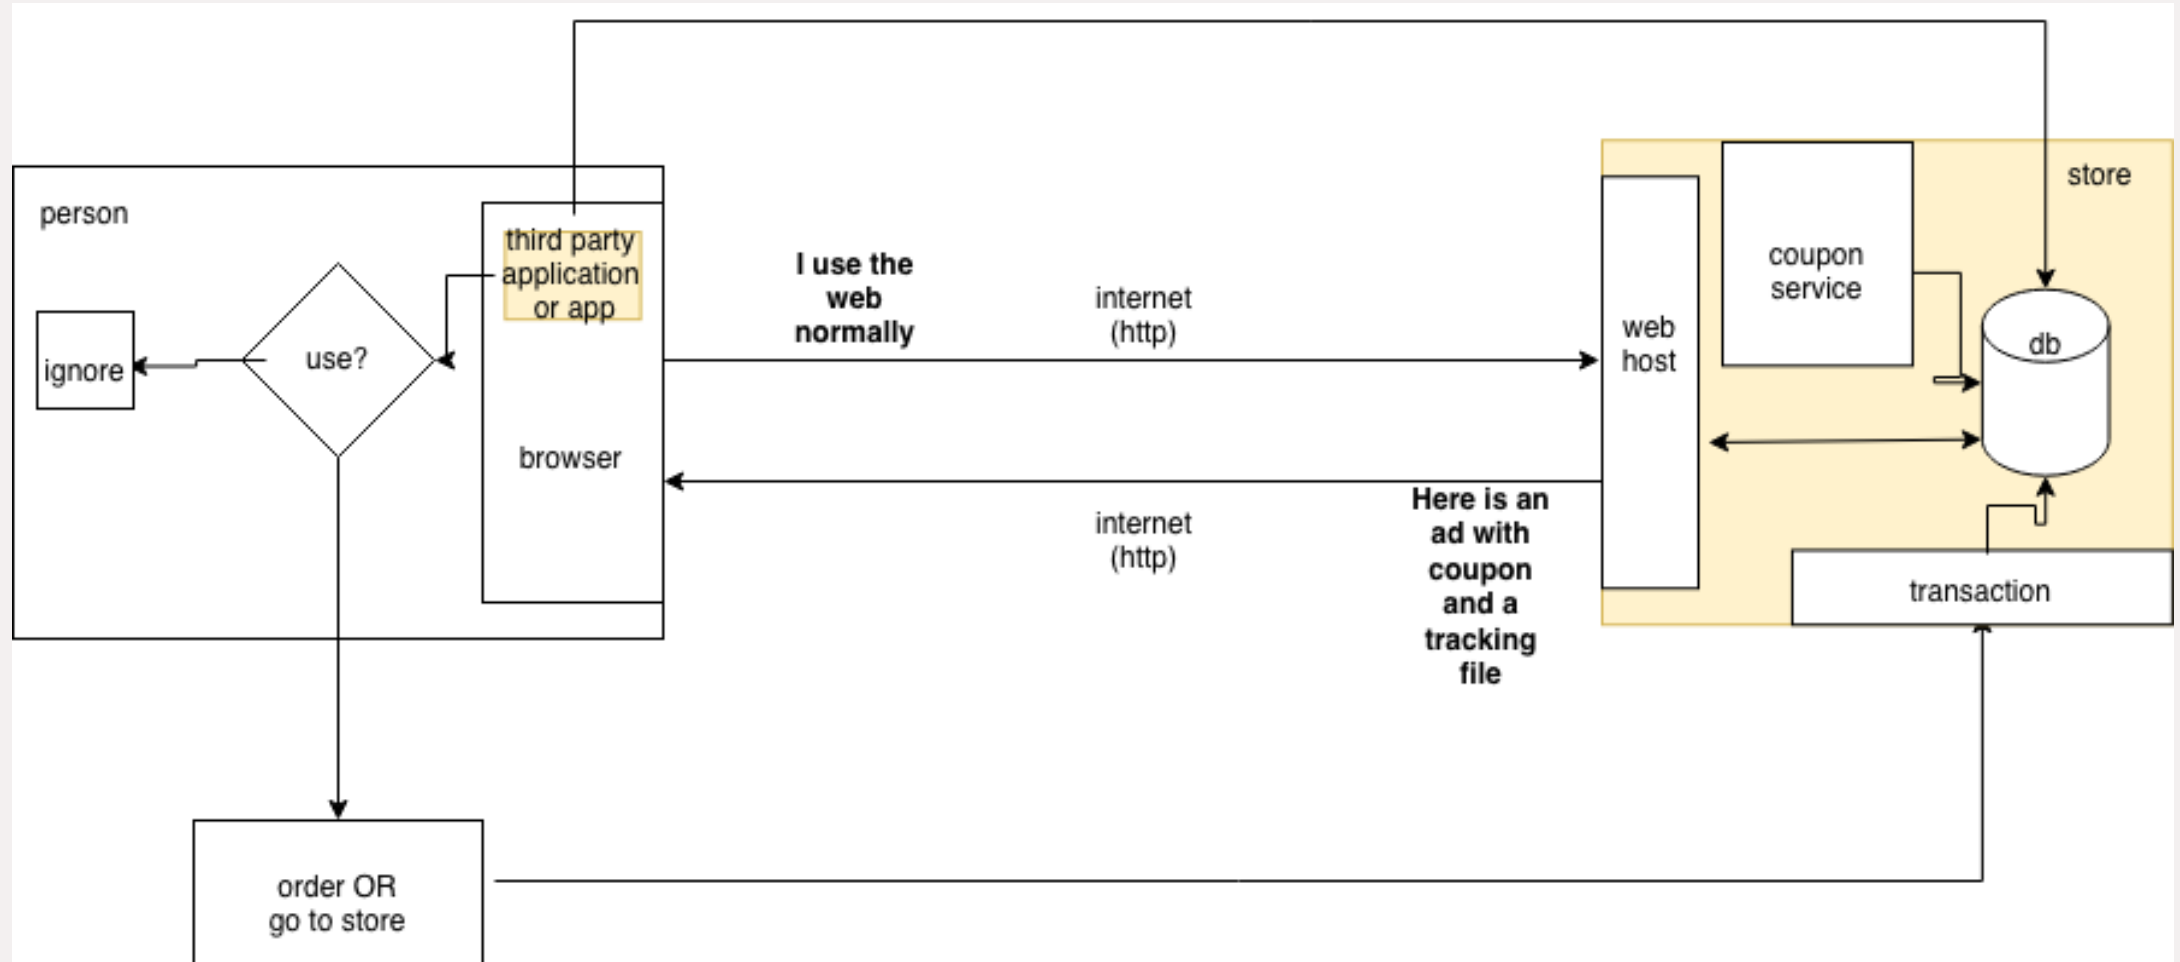 person
third party
application
or app
use?
ignore
browser
I use the
web
normally
internet
(http)
internet
(http)
Here is an
ad with
coupon
and a
tracking
file
web
host
coupon
service
store
db
transaction
order OR
go to store